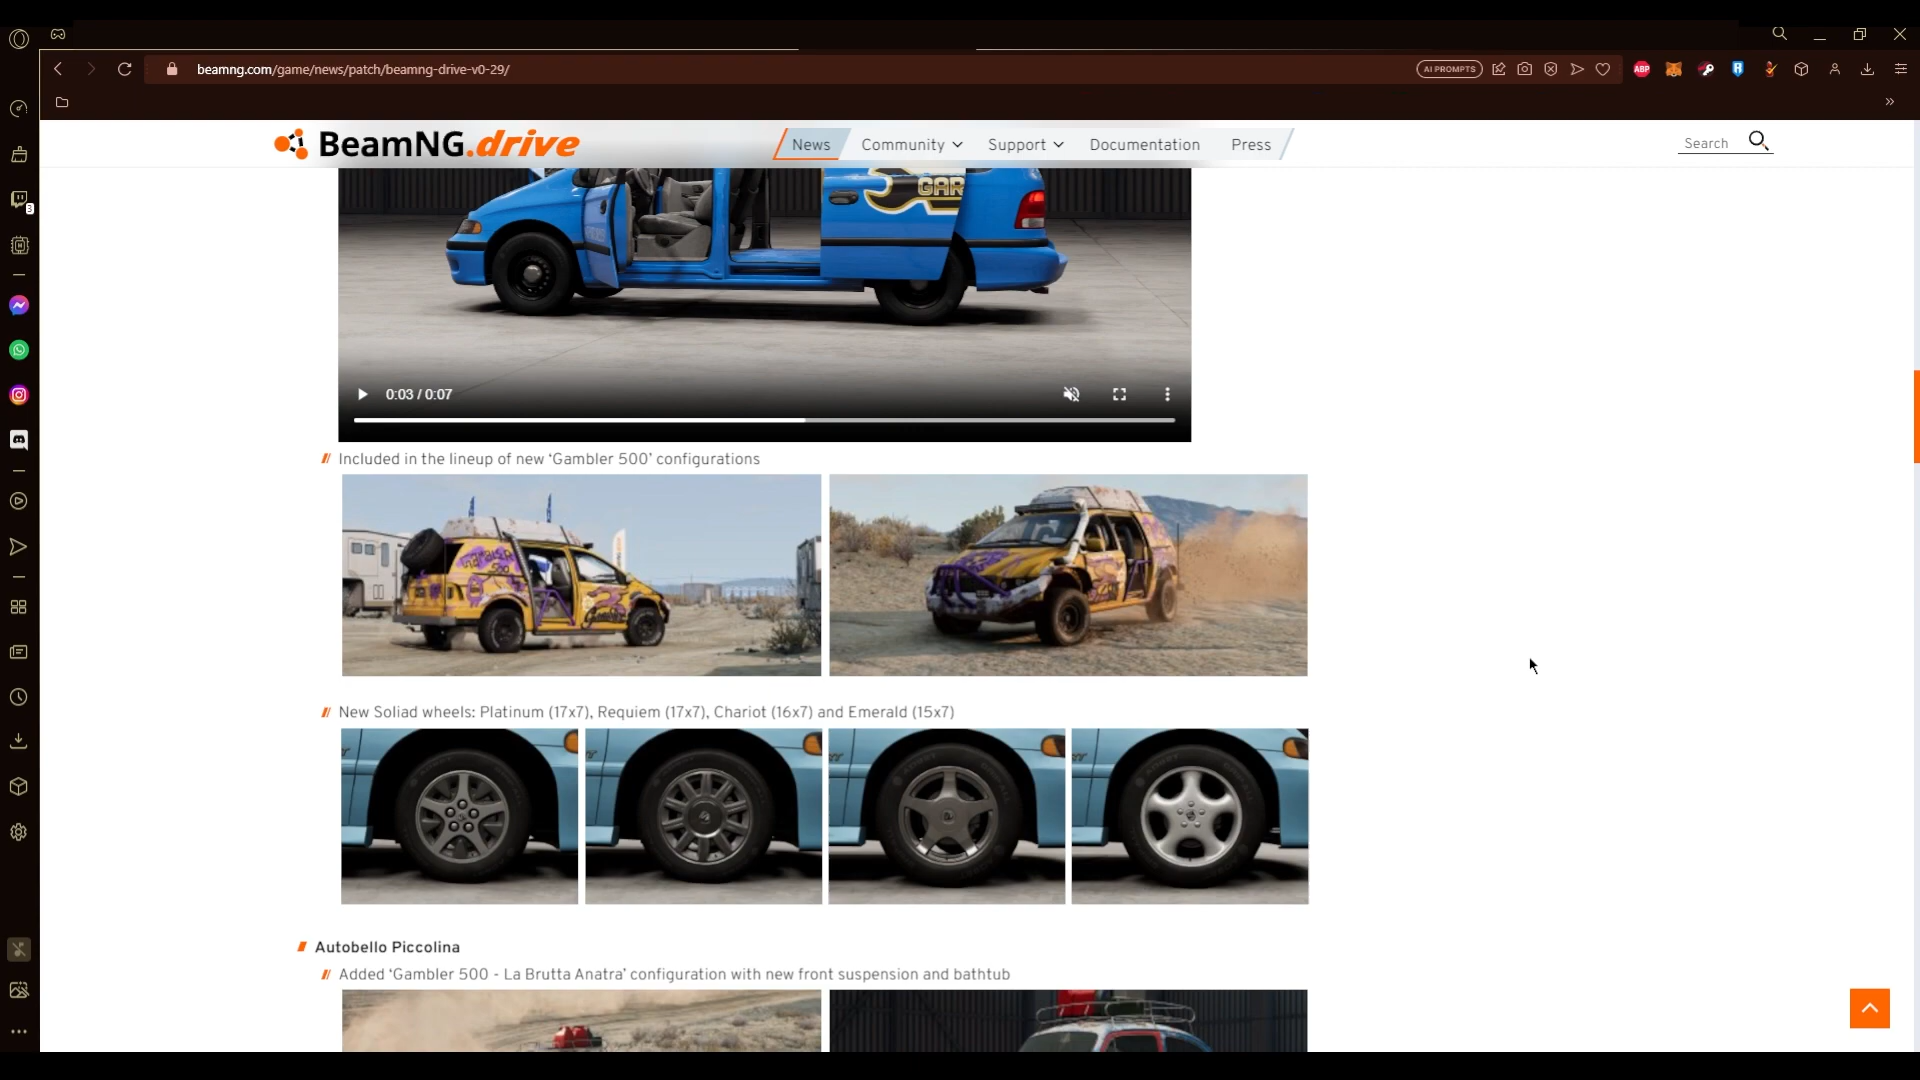 beamng.com/game/news/patch/beamng-drive-v0-29/
AI PROMPTS
ABP
3
BeamNG.drive
News
Community
Support
Documentation
Press
Search
GAR
0:03 / 0:07
Included in the lineup of new ‘Gambler 500’ configurations
New Soliad wheels: Platinum (17x7), Requiem (17x7), Chariot (16x7) and Emerald (15x7)
Autobello Piccolina
Added ‘Gambler 500 - La Brutta Anatra’ configuration with new front suspension and bathtub